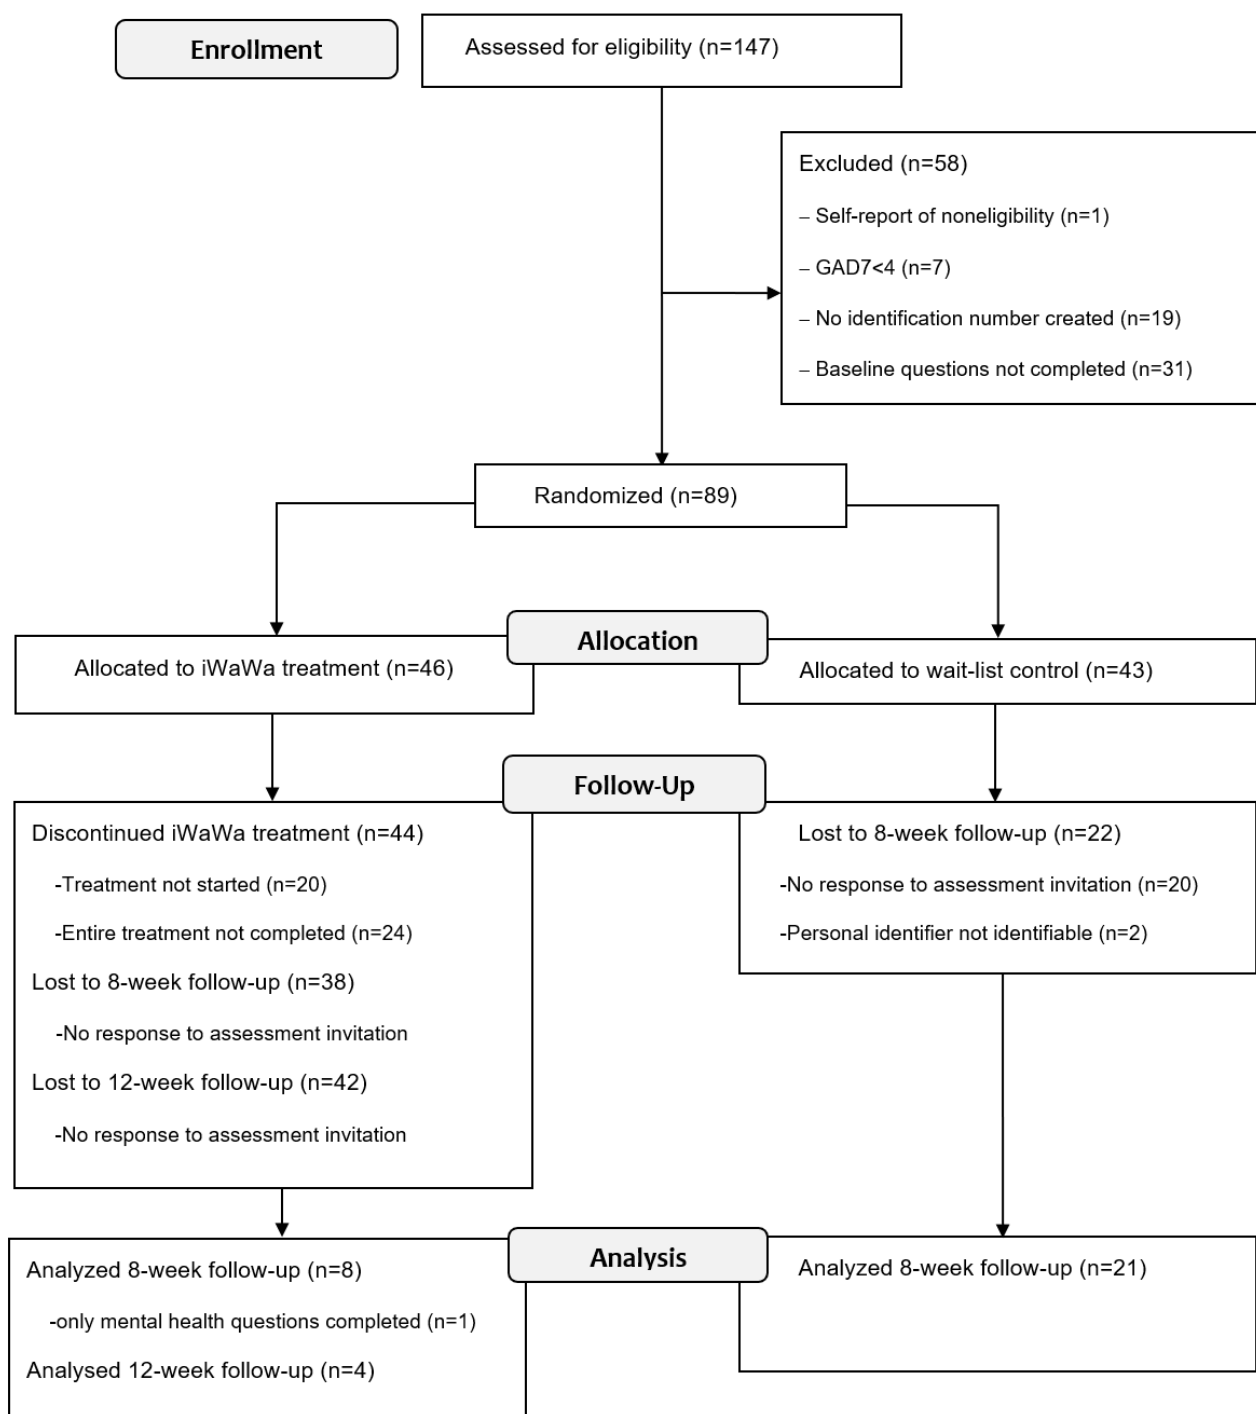 Enrollment
Assessed for eligibility (n=147)
Excluded (n=58)
– Self-report of noneligibility (n=1)
– GAD7<4 (n=7)
– No identification number created (n=19)
– Baseline questions not completed (n=31)
Randomized (n=89)
Allocation
Allocated to iWaWa treatment (n=46)
Allocated to wait-list control (n=43)
Follow-Up
Discontinued iWaWa treatment (n=44)
-Treatment not started (n=20)
-Entire treatment not completed (n=24)
Lost to 8-week follow-up (n=38)
-No response to assessment invitation
Lost to 12-week follow-up (n=42)
-No response to assessment invitation
Lost to 8-week follow-up (n=22)
-No response to assessment invitation (n=20)
-Personal identifier not identifiable (n=2)
Analysis
Analyzed 8-week follow-up (n=8)
-only mental health questions completed (n=1)
Analysed 12-week follow-up (n=4)
Analyzed 8-week follow-up (n=21)